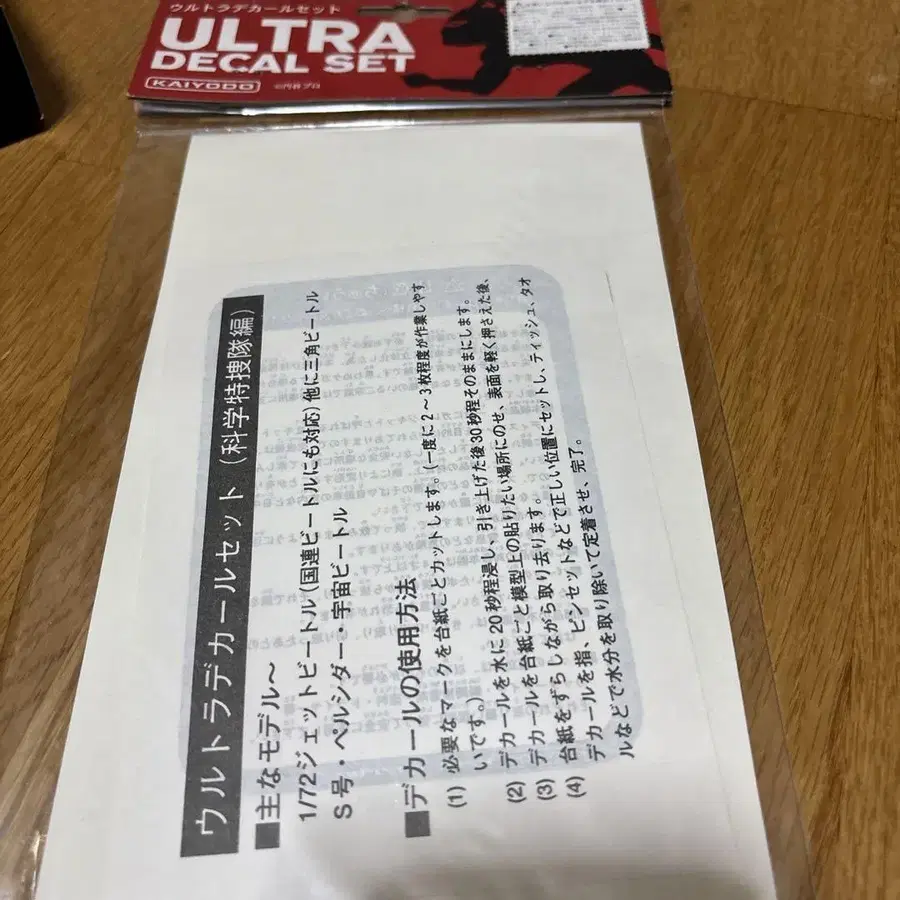 ウルトラデカールセット
ULTRA
DECAL SET
KAIYODO
©円谷プロ
ウルトラデカールセット(科学特捜隊編)
■主なモデル～
1/72ジェットビートル(国連ビートルにも対応)他に三角ビートル
S号・ペルシダー・宇宙ビートル
■デカールの使用方法
(1) 必要なマークを台紙ごとカットします。(一度に2～3枚程度が作業しやす
いです。)
(2) デカールを水に20秒程浸し、引き上げた後30秒程そのままにします。
(3) デカールを台紙ごと模型上の貼りたい場所にのせ、表面を軽く押さえた後、
台紙をずらしながら取り去ります。
(4) デカールを指、ピンセットなどで正しい位置にセットし、ティッシュ、タオ
ルなどで水分を取り除いて定着させ、完了。